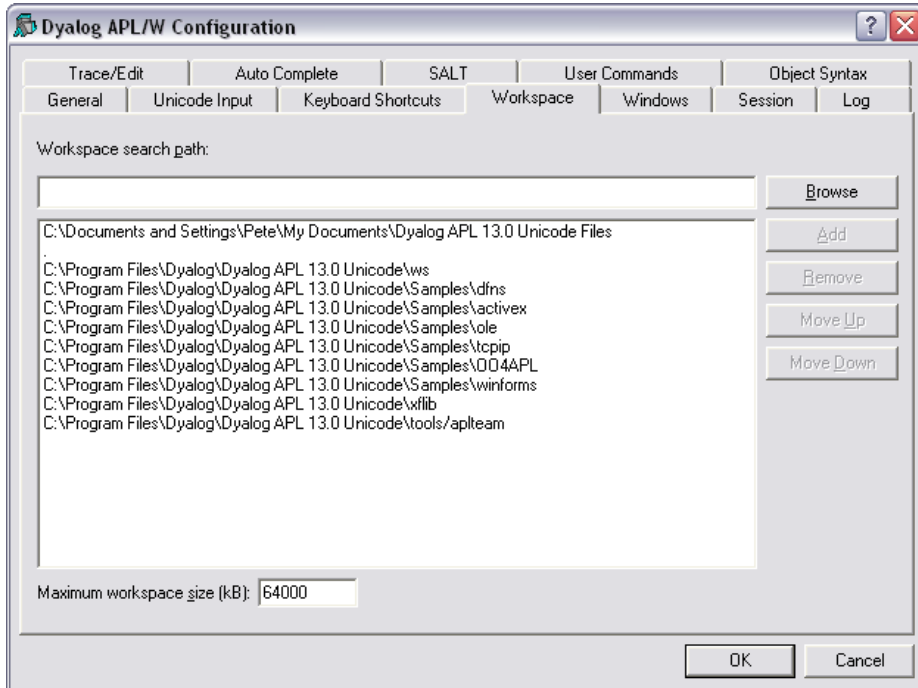 Dyalog APL/W Configuration
Trace/Edit Auto Complete SALT User Commands Object Syntax
General Unicode Input Keyboard Shortcuts Workspace Windows Session Log
Workspace search path:
Browse
C:\Documents and Settings\Pete\My Documents\Dyalog APL 13.0 Unicode Files
Add
.
C:\Program Files\Dyalog\Dyalog APL 13.0 Unicode\ws
Remove
C:\Program Files\Dyalog\Dyalog APL 13.0 Unicode\Samples\dfns
C:\Program Files\Dyalog\Dyalog APL 13.0 Unicode\Samples\activex
C:\Program Files\Dyalog\Dyalog APL 13.0 Unicode\Samples\ole
Move Up
C:\Program Files\Dyalog\Dyalog APL 13.0 Unicode\Samples\tcpip
C:\Program Files\Dyalog\Dyalog APL 13.0 Unicode\Samples\OO4APL
Move Down
C:\Program Files\Dyalog\Dyalog APL 13.0 Unicode\Samples\winforms
C:\Program Files\Dyalog\Dyalog APL 13.0 Unicode\xflib
C:\Program Files\Dyalog\Dyalog APL 13.0 Unicode\tools/aplteam
Maximum workspace size (kB): 64000
OK Cancel